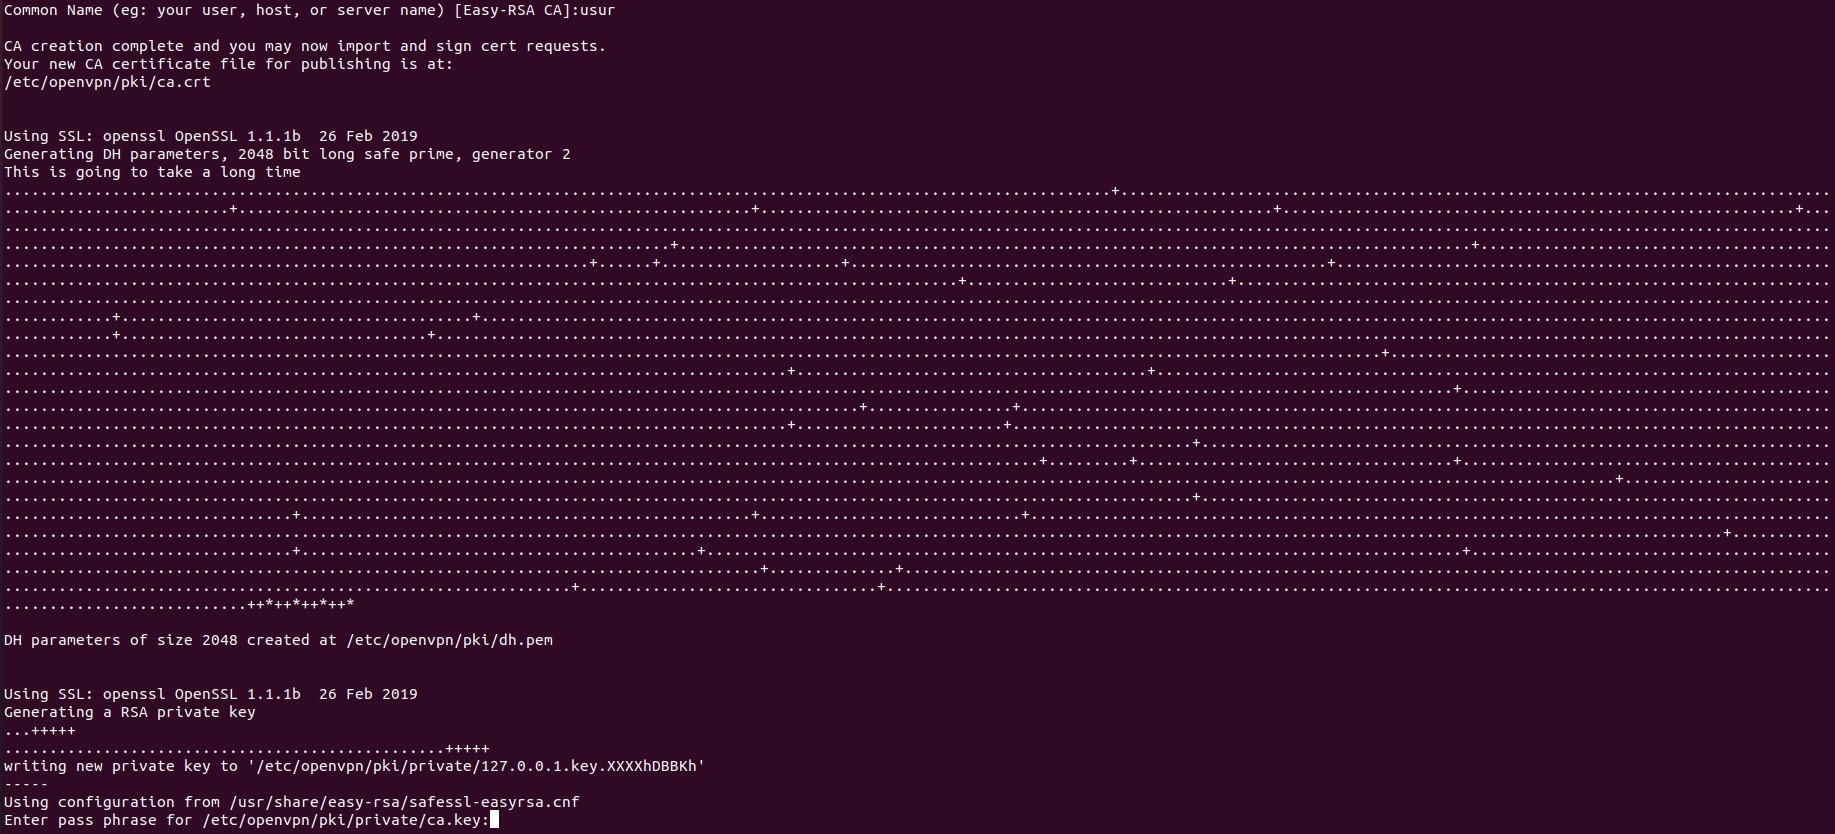 Common Name (eg: your user, host, or server name) [Easy-RSA CA]:usur
CA creation complete and you may now import and sign cert requests.
Your new CA certificate file for publishing is at:
/etc/openvpn/pki/ca.crt
Using SSL: openssl OpenSSL 1.1.1b  26 Feb 2019
Generating DH parameters, 2048 bit long safe prime, generator 2
This is going to take a long time
...........................++*++*++*++*
DH parameters of size 2048 created at /etc/openvpn/pki/dh.pem
Using SSL: openssl OpenSSL 1.1.1b  26 Feb 2019
Generating a RSA private key
...+++++
.................................................+++++
writing new private key to '/etc/openvpn/pki/private/127.0.0.1.key.XXXXhDBBKh'
-----
Using configuration from /usr/share/easy-rsa/safessl-easyrsa.cnf
Enter pass phrase for /etc/openvpn/pki/private/ca.key: